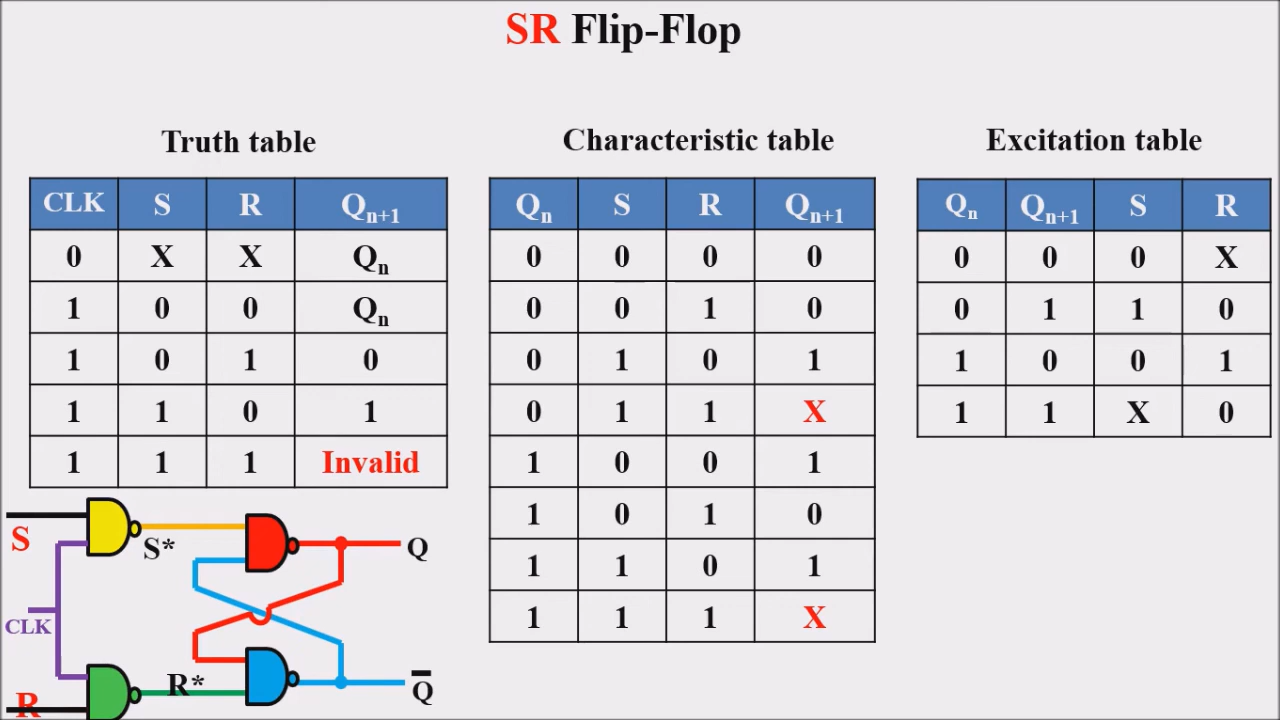 SR Flip-Flop
Truth table
CLK S R Qn+1
0 X X Qn
1 0 0 Qn
1 0 1 0
1 1 0 1
1 1 1 Invalid
Characteristic table
Qn S R Qn+1
0 0 0 0
0 0 1 0
0 1 0 1
0 1 1 X
1 0 0 1
1 0 1 0
1 1 0 1
1 1 1 X
Excitation table
Qn Qn+1 S R
0 0 0 X
0 1 1 0
1 0 0 1
1 1 X 0
S
S*
Q
CLK
R
R*
Q̅